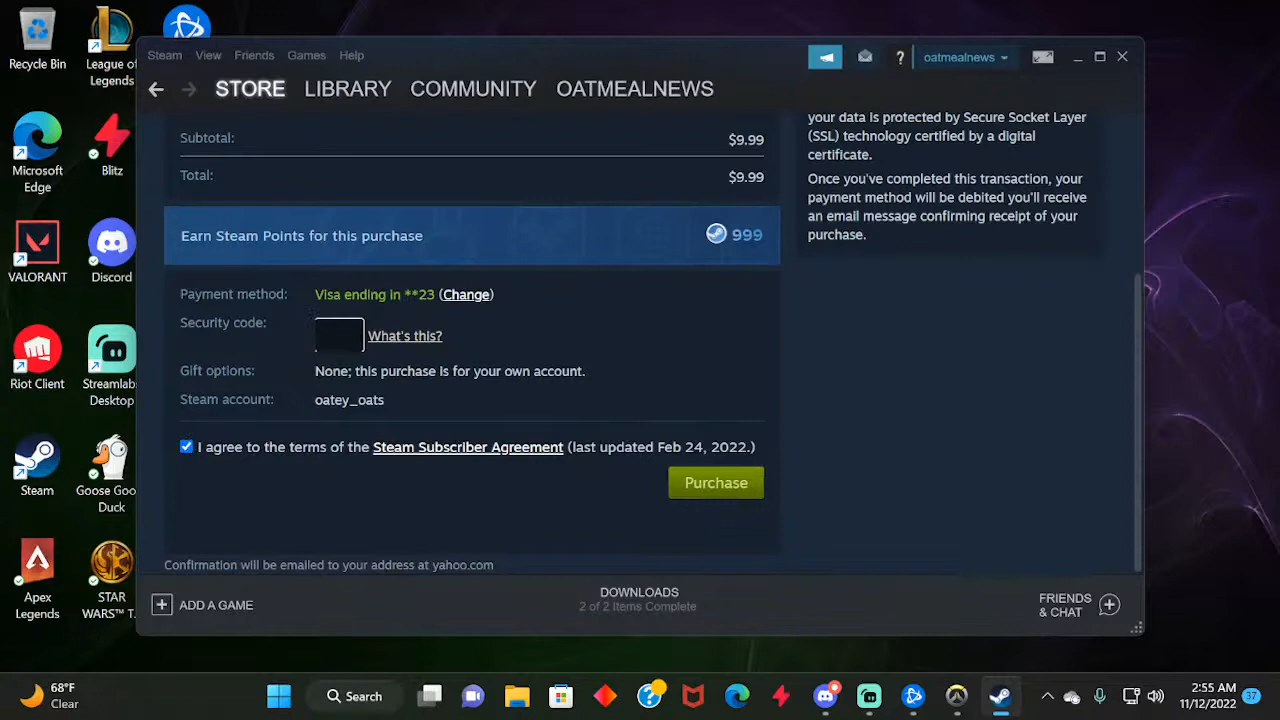 Recycle Bin
League of
Legends
Microsoft
Edge
Blitz
VALORANT
Discord
Riot Client
Streamlab
Desktop
Steam
Goose Goo
Duck
Apex
Legends
STAR
WARS™ T.
Steam View Friends Games Help
oatmealnews
STORE LIBRARY COMMUNITY OATMEALNEWS
Subtotal: $9.99
Total: $9.99
Earn Steam Points for this purchase 999
Payment method: Visa ending in **23 (Change)
Security code: What's this?
Gift options: None; this purchase is for your own account.
Steam account: oatey_oats
I agree to the terms of the Steam Subscriber Agreement (last updated Feb 24, 2022.)
Purchase
Confirmation will be emailed to your address at yahoo.com
your data is protected by Secure Socket Layer
(SSL) technology certified by a digital
certificate.
Once you've completed this transaction, your
payment method will be debited you'll receive
an email message confirming receipt of your
purchase.
ADD A GAME
DOWNLOADS
2 of 2 Items Complete
FRIENDS
& CHAT
68°F
Clear
Search
2:55 AM
11/12/2022
37